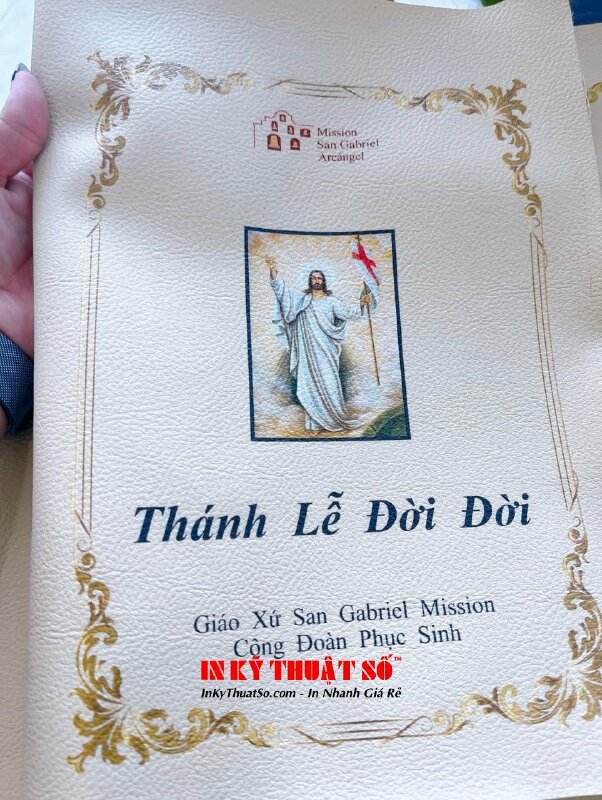 Mission
San Gabriel
Arcángel
Thánh Lễ Đời Đời
Giáo Xứ San Gabriel Mission
Cộng Đoàn Phục Sinh
IN KỸ THUẬT SỐ™
InKyThuatSo.com - In Nhanh Giá Rẻ